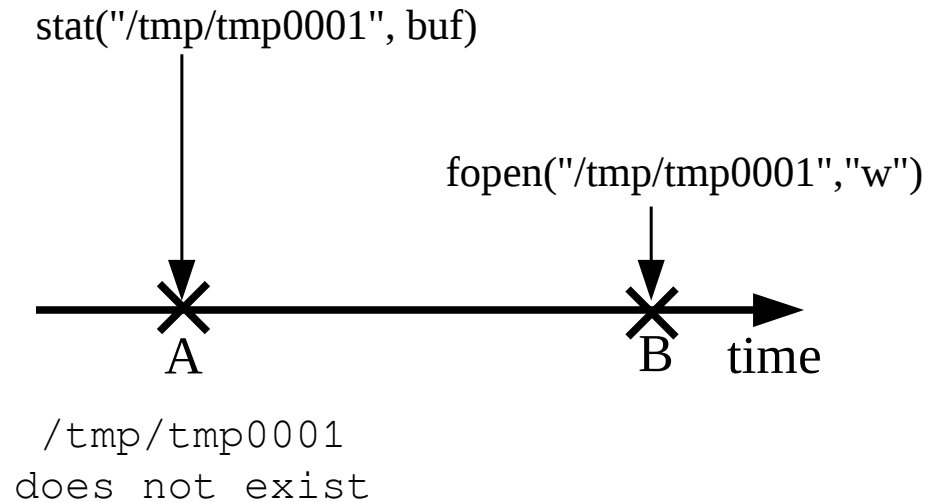 stat("/tmp/tmp0001", buf)
fopen("/tmp/tmp0001","w")
A
B
time
/tmp/tmp0001
does not exist